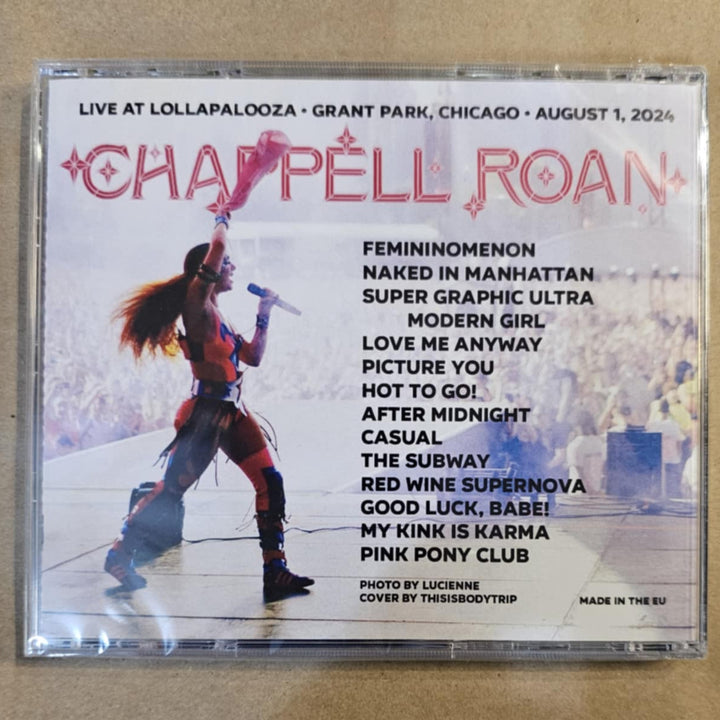 LIVE AT LOLLAPALOOZA • GRANT PARK, CHICAGO • AUGUST 1, 2024
CHAPPELL ROAN
FEMININOMENON
NAKED IN MANHATTAN
SUPER GRAPHIC ULTRA
MODERN GIRL
LOVE ME ANYWAY
PICTURE YOU
HOT TO GO!
AFTER MIDNIGHT
CASUAL
THE SUBWAY
RED WINE SUPERNOVA
GOOD LUCK, BABE!
MY KINK IS KARMA
PINK PONY CLUB
PHOTO BY LUCIENNE
COVER BY THISISBODYTRIP
MADE IN THE EU